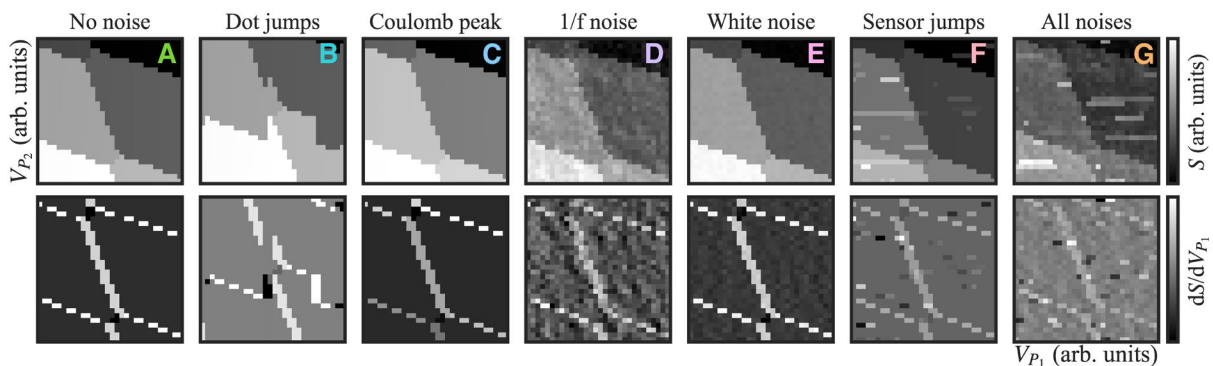 No noise Dot jumps Coulomb peak 1/f noise White noise Sensor jumps All noises
A B C D E F G
V_{P_2} (arb. units)
S (arb. units)
dS/dV_{P_1}
V_{P_1} (arb. units)